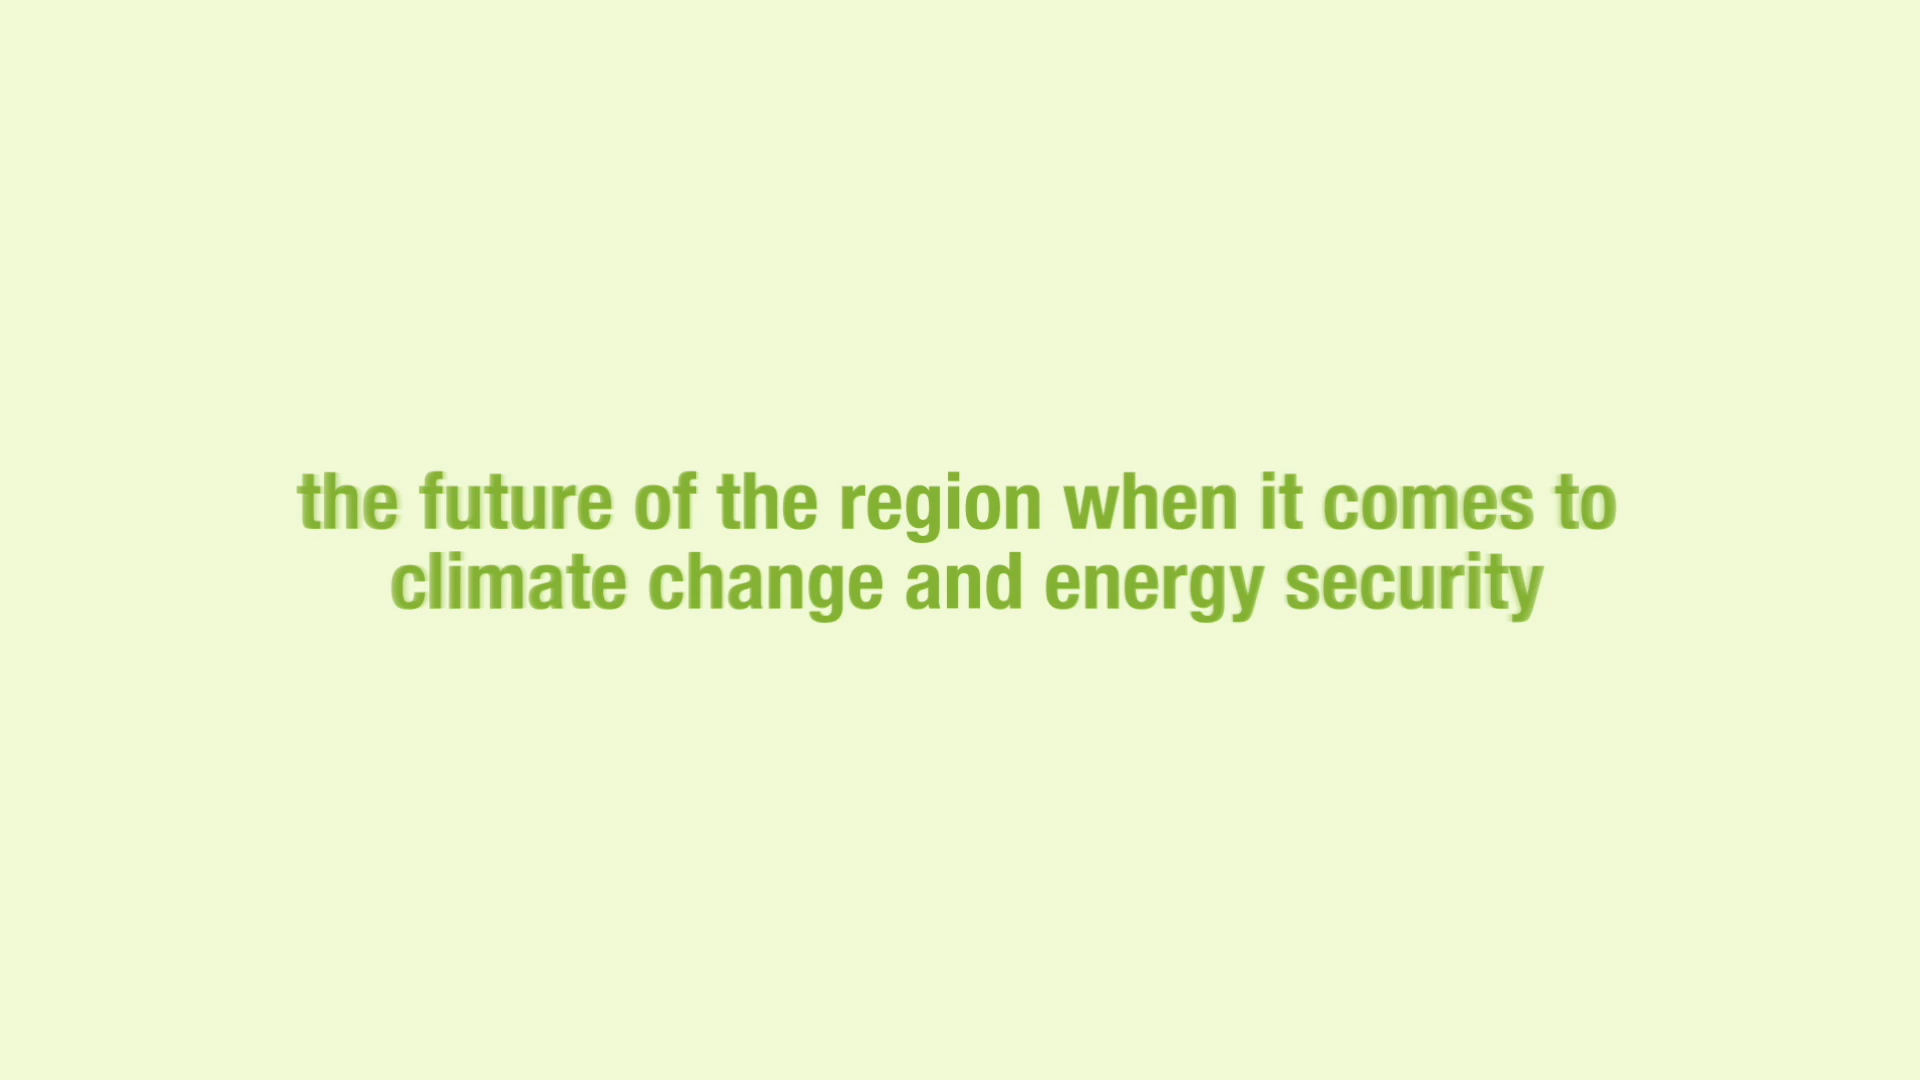 the future of the region when it comes to
climate change and energy security